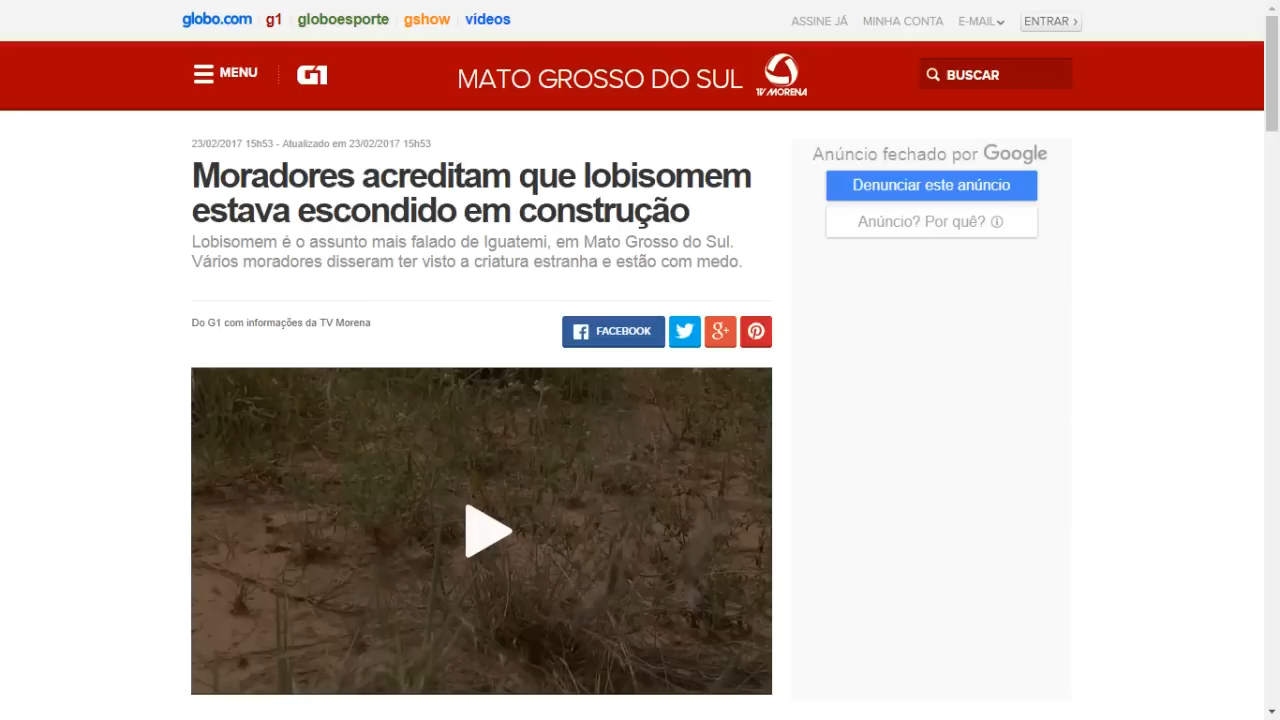 globo.com g1 globoesporte gshow vídeos ASSINE JÁ MINHA CONTA E-MAIL ENTRAR ›
MENU G1 MATO GROSSO DO SUL TV MORENA BUSCAR
23/02/2017 15h53 - Atualizado em 23/02/2017 15h53
Moradores acreditam que lobisomem
estava escondido em construção
Lobisomem é o assunto mais falado de Iguatemi, em Mato Grosso do Sul.
Vários moradores disseram ter visto a criatura estranha e estão com medo.
Do G1 com informações da TV Morena
FACEBOOK g+
Anúncio fechado por Google
Denunciar este anúncio
Anúncio? Por quê?